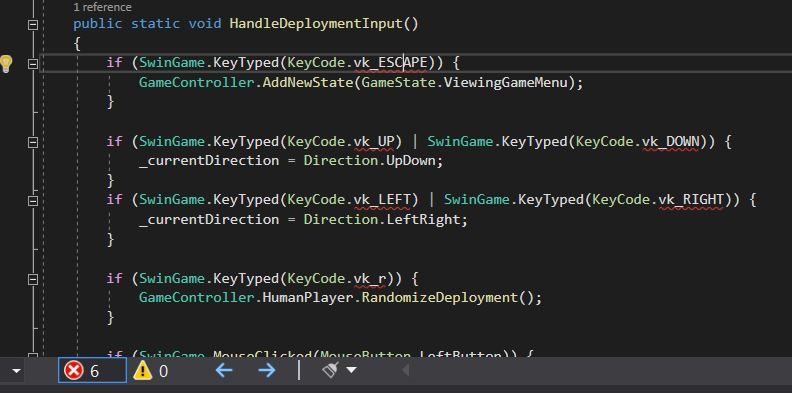 1 reference
public static void HandleDeploymentInput()
{
if (SwinGame.KeyTyped(KeyCode.vk_ESCAPE)) {
GameController.AddNewState(GameState.ViewingGameMenu);
}
if (SwinGame.KeyTyped(KeyCode.vk_UP) | SwinGame.KeyTyped(KeyCode.vk_DOWN)) {
_currentDirection = Direction.UpDown;
}
if (SwinGame.KeyTyped(KeyCode.vk_LEFT) | SwinGame.KeyTyped(KeyCode.vk_RIGHT)) {
_currentDirection = Direction.LeftRight;
}
if (SwinGame.KeyTyped(KeyCode.vk_r)) {
GameController.HumanPlayer.RandomizeDeployment();
}
if (SwinGame.MouseClicked(MouseButton.LeftButton)) {
6 0